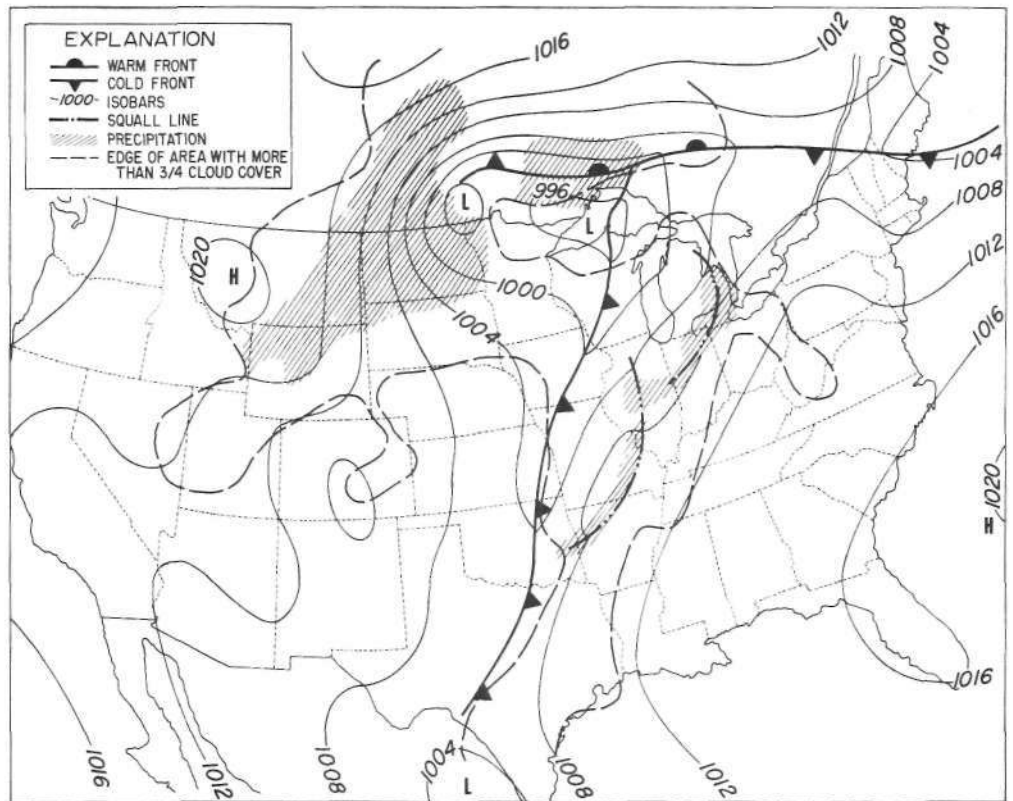 EXPLANATION
WARM FRONT
COLD FRONT
~1000~ ISOBARS
SQUALL LINE
PRECIPITATION
EDGE OF AREA WITH MORE
THAN 3/4 CLOUD COVER
1016
1012
1008
1004
1004
996
L
L
1008
1020
H
1012
1000
1004
1016
1020
H
1016
1004
L
1016
1012
1008
1008
1012